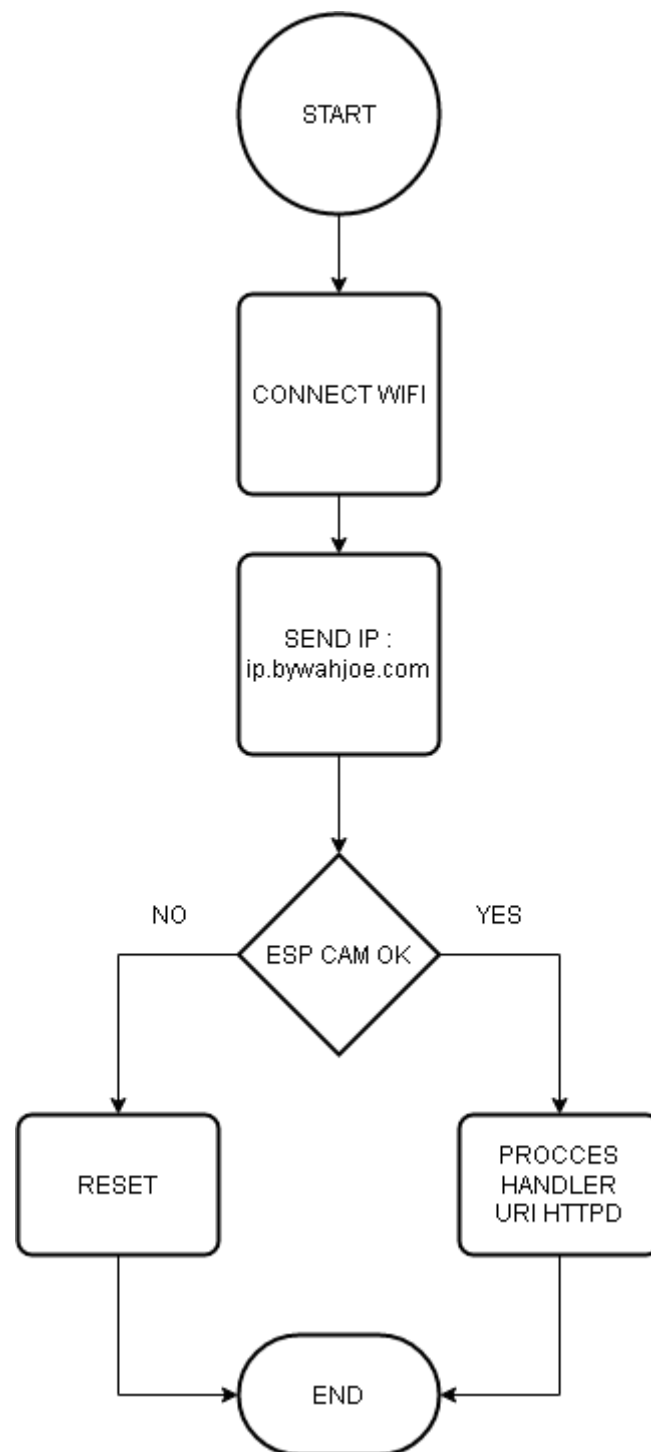 START
CONNECT WIFI
SEND IP :
ip.bywahjoe.com
NO
YES
ESP CAM OK
RESET
PROCCES
HANDLER
URI HTTPD
END